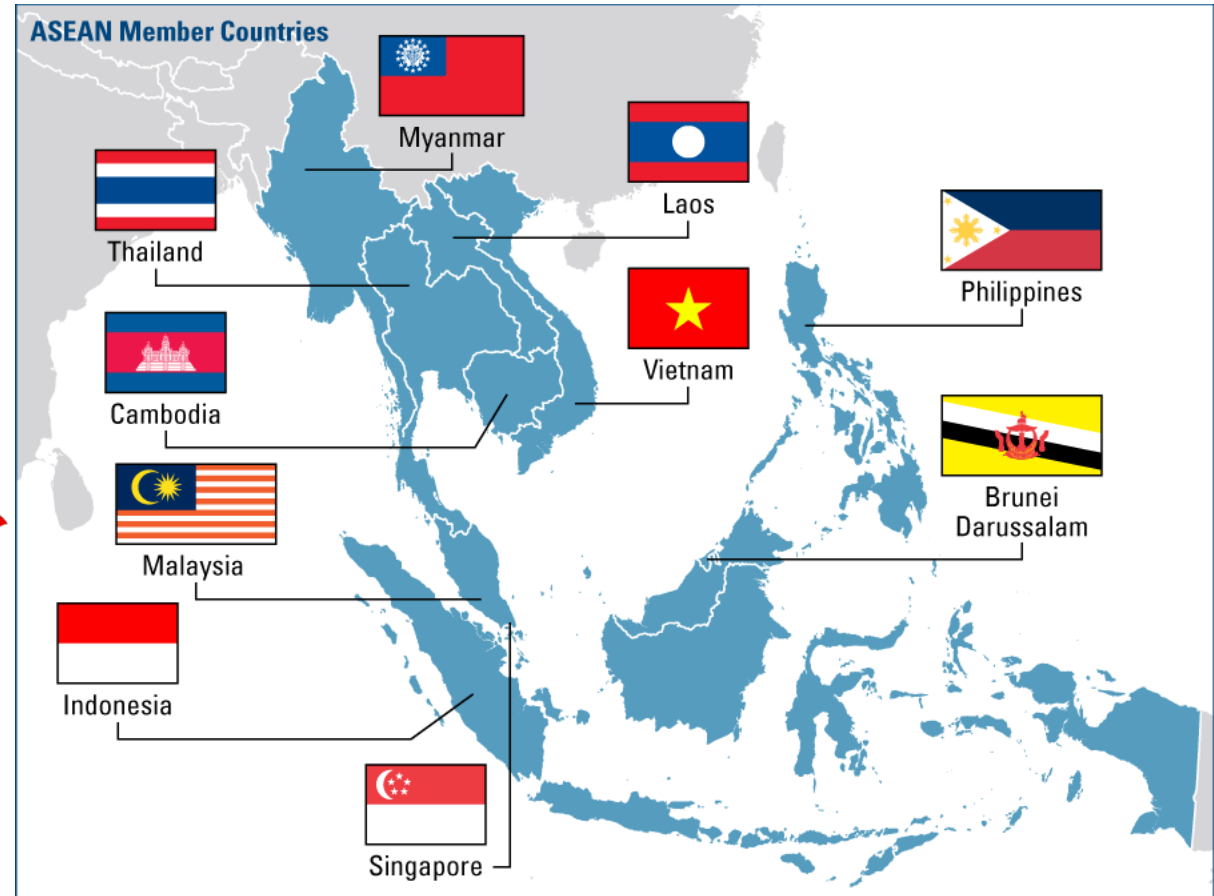 ASEAN Member Countries
Myanmar
Laos
Thailand
Philippines
Vietnam
Cambodia
Brunei
Darussalam
Malaysia
Indonesia
Singapore